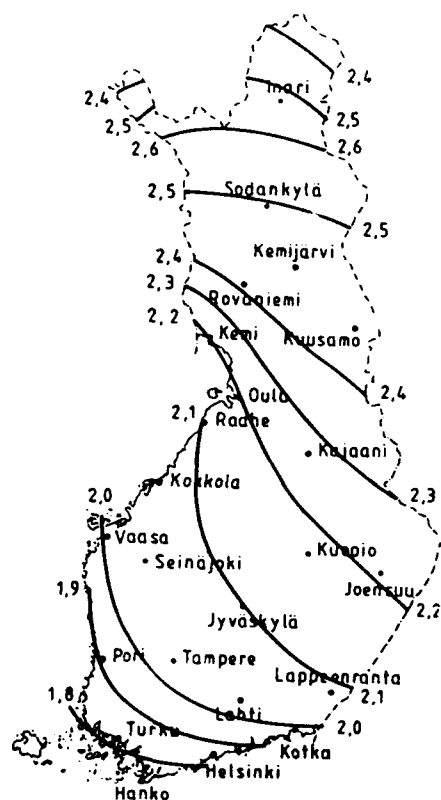 2,4
Inari
2,4
2,5
2,5
2,6
2,6
2,5
Sodankylä
2,5
Kemijärvi
2,4
2,3
Rovaniemi
2,2
Kemi
Kuusamo
2,4
Oulu
2,1
Raahe
Kajaani
Kokkola
2,3
2,0
Vaasa
Kuopio
Seinäjoki
Joensuu
1,9
2,2
Jyväskylä
Pori
Tampere
Lappeenranta
2,1
1,8
Lahti
2,0
Turku
Kotka
Helsinki
Hanko